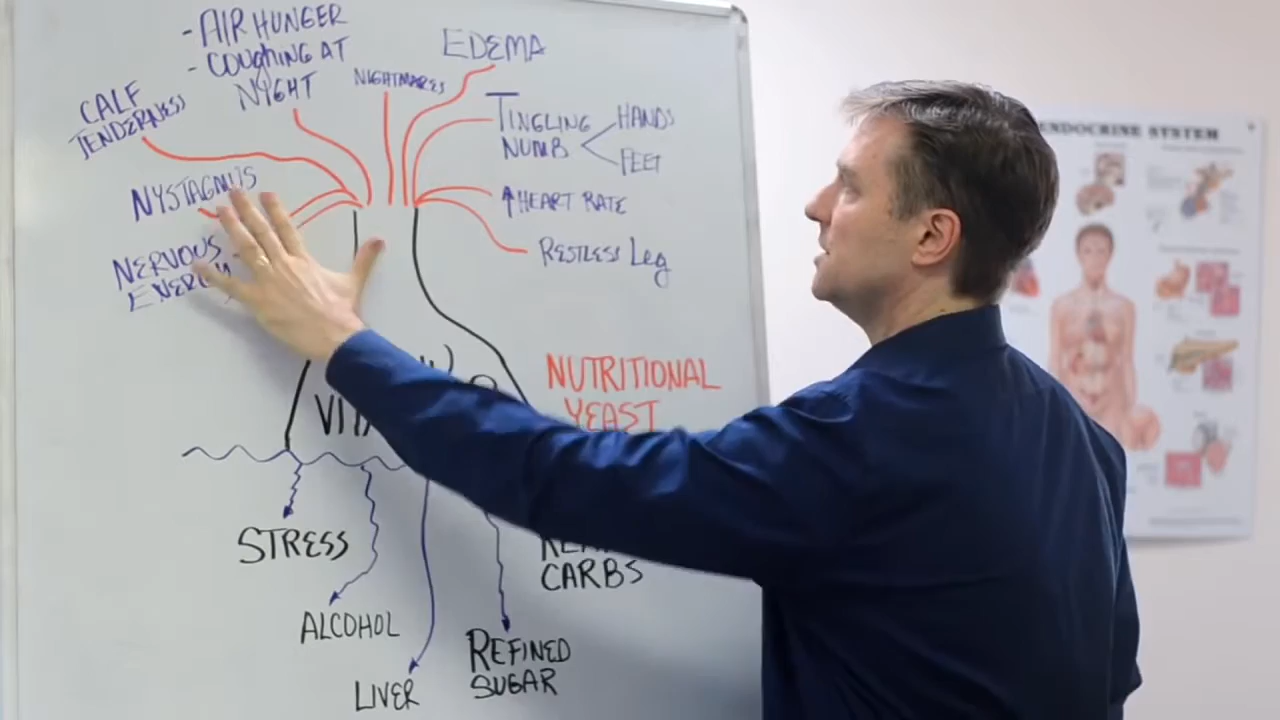 - AIR HUNGER
- COUGHING AT
NIGHT
NIGHTMARES
EDEMA
CALF
TENDERNESS
TINGLING
NUMB
HANDS
FEET
NYSTAGMUS
↑ HEART RATE
NERVOUS
ENERGY
RESTLESS Leg
NUTRITIONAL
YEAST
STRESS
CARBS
ALCOHOL
REFINED
SUGAR
LIVER
ENDOCRINE SYSTEM